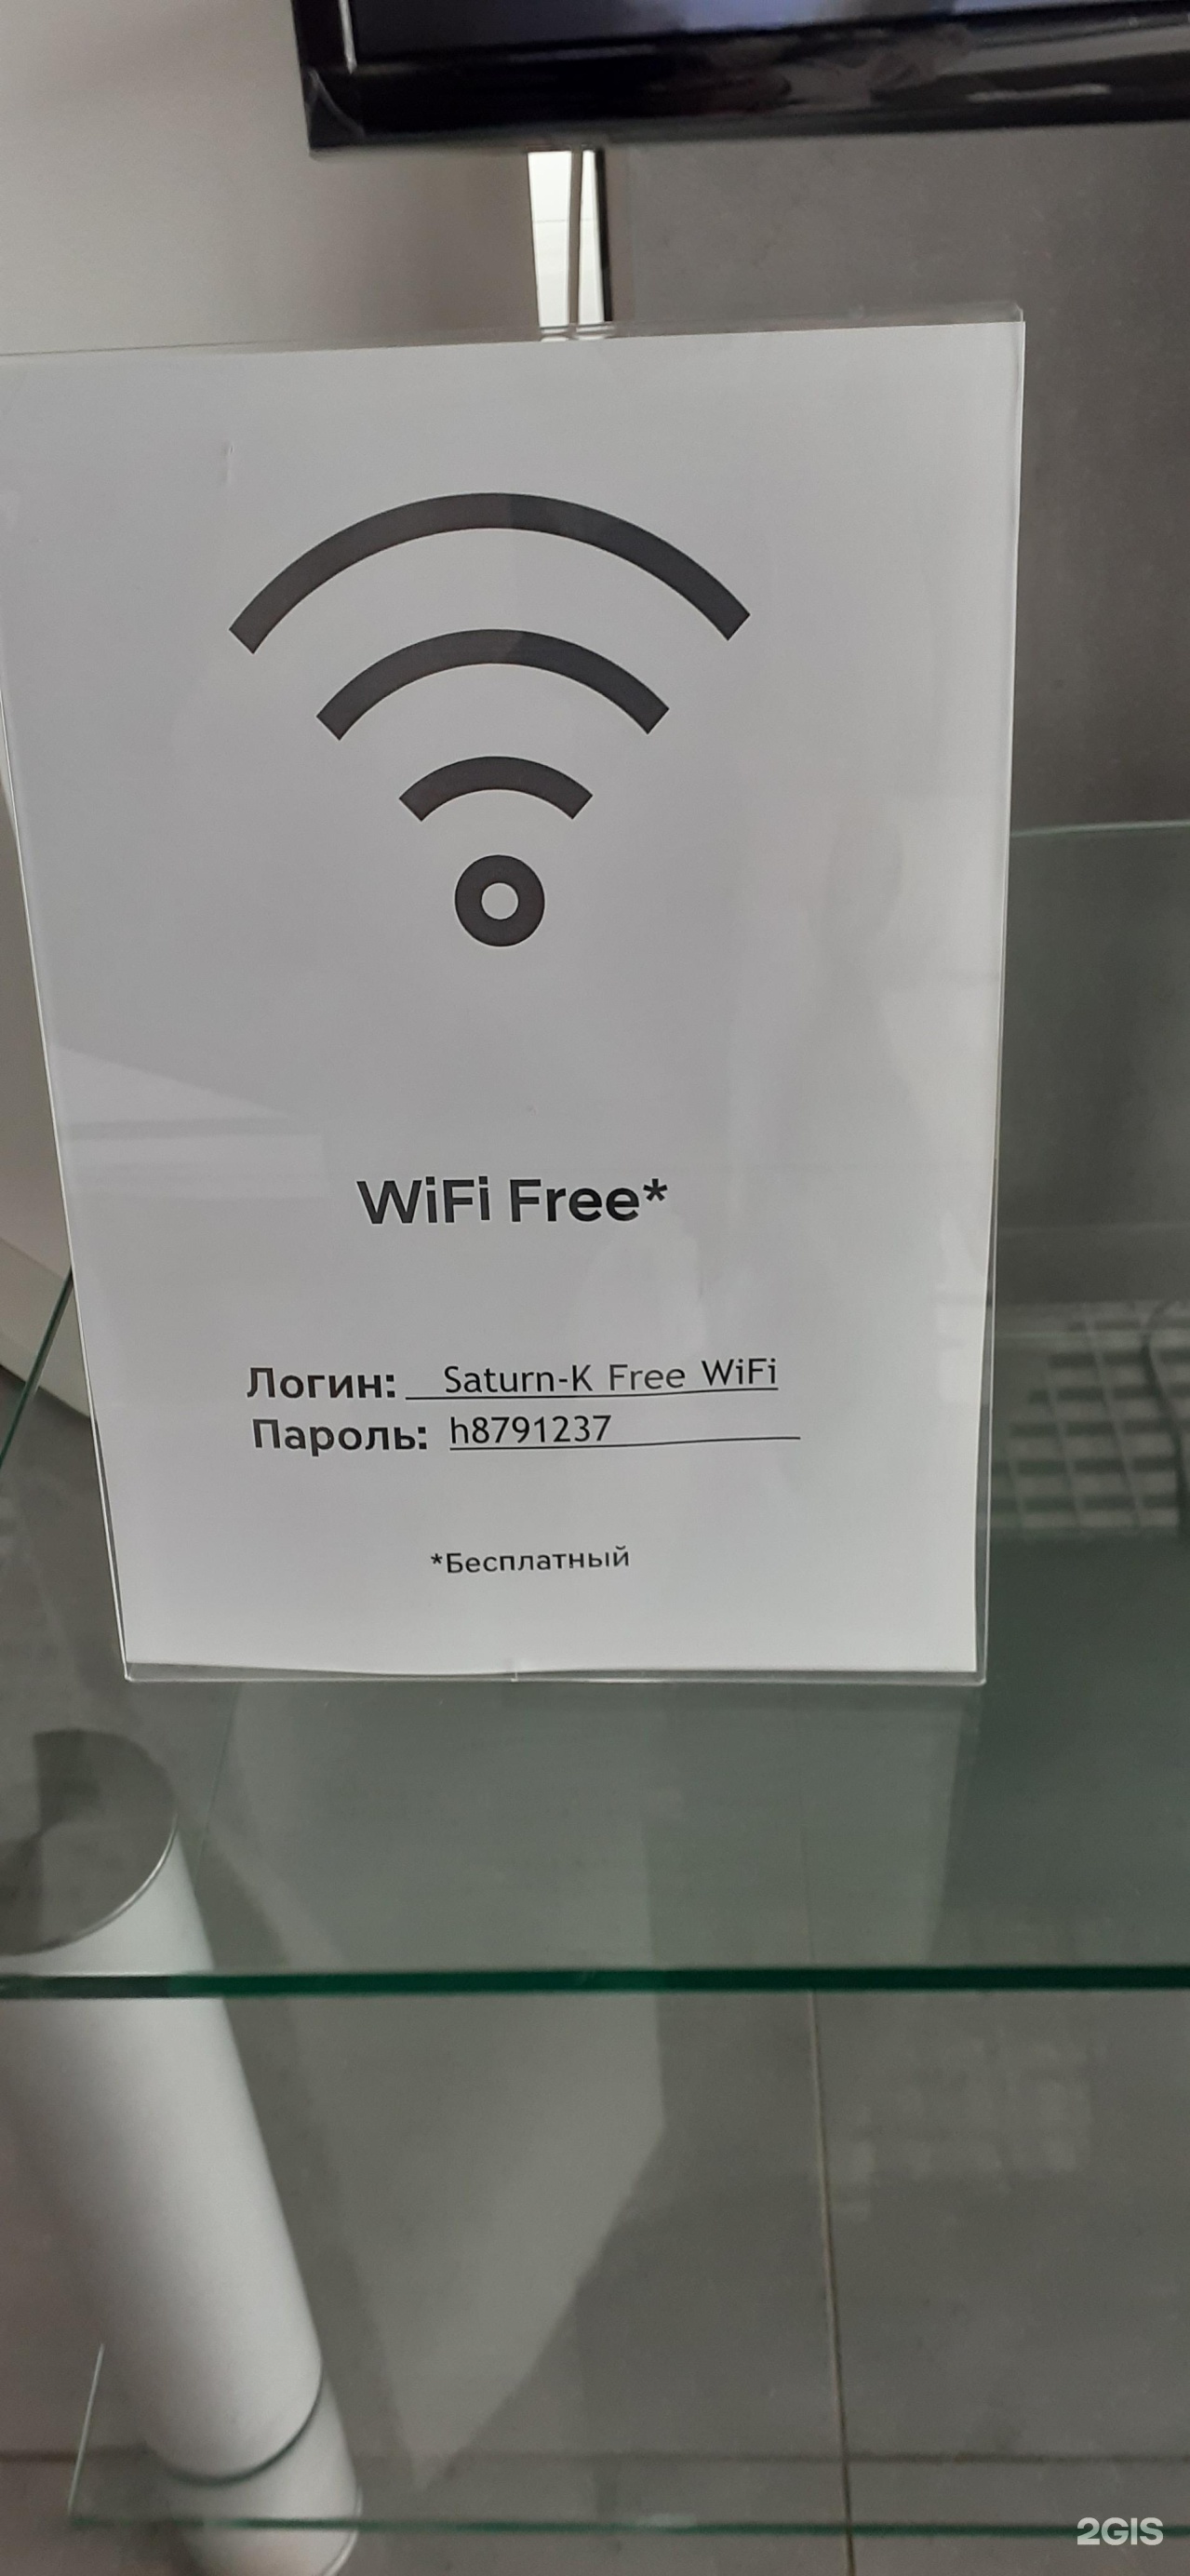 WiFi Free*
Логин: Saturn-K Free WiFi
Пароль: h8791237
*Бесплатный
2GIS